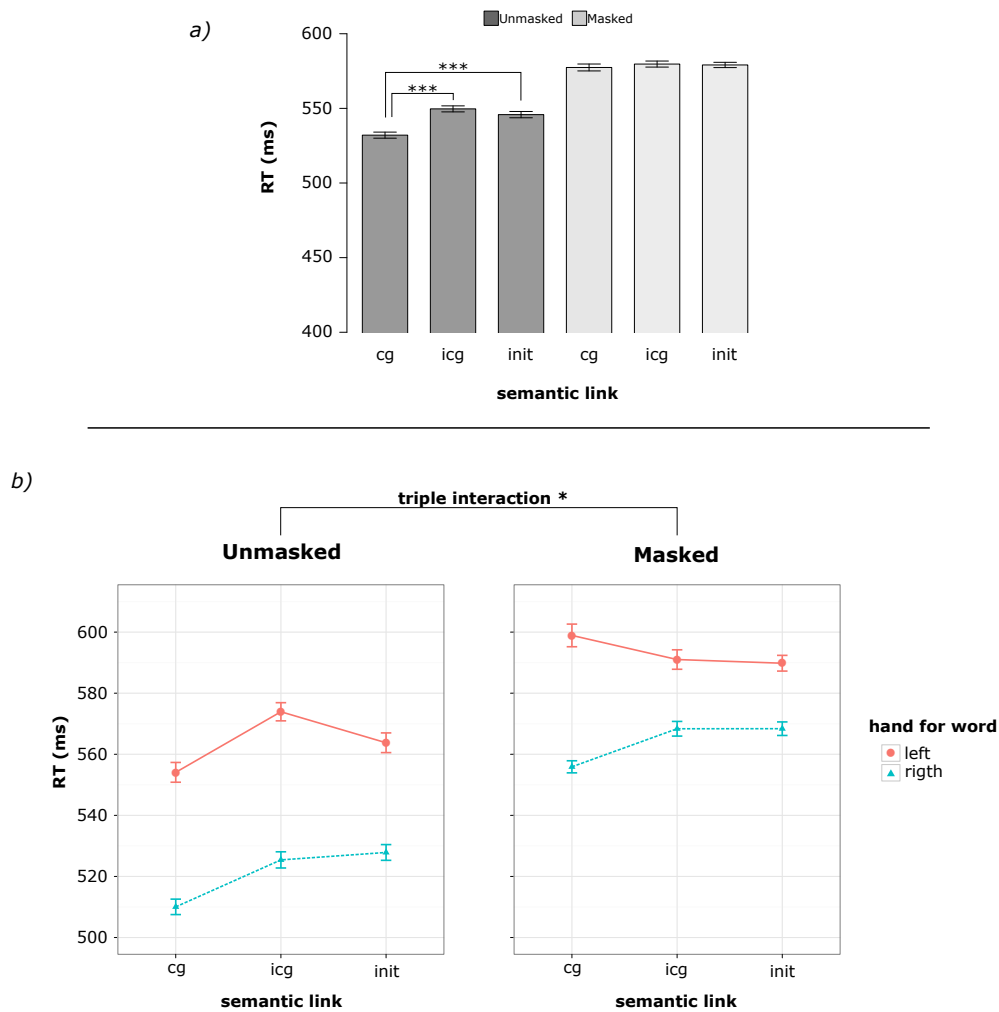 a)
Unmasked Masked
600
550
500
450
400
RT (ms)
***
***
cg icg init cg icg init
semantic link
b)
triple interaction *
Unmasked Masked
600
580
560
540
520
500
RT (ms)
cg icg init cg icg init
semantic link semantic link
hand for word
left
rigth